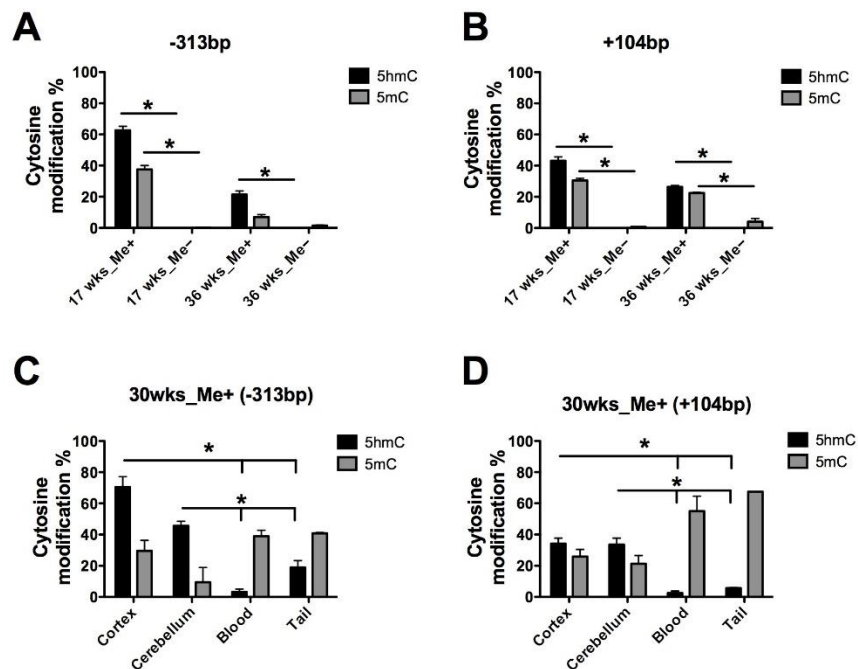 A
-313bp
Cytosine
modification %
100
80
60
40
20
0
*
*
*
5hmC
5mC
17 wks_Me+
17 wks_Me−
36 wks_Me+
36 wks_Me−
B
+104bp
Cytosine
modification %
100
80
60
40
20
0
*
*
*
*
5hmC
5mC
17 wks_Me+
17 wks_Me−
36 wks_Me+
36 wks_Me−
C
30wks_Me+ (-313bp)
Cytosine
modification %
100
80
60
40
20
0
*
*
5hmC
5mC
Cortex
Cerebellum
Blood
Tail
D
30wks_Me+ (+104bp)
Cytosine
modification %
100
80
60
40
20
0
*
*
5hmC
5mC
Cortex
Cerebellum
Blood
Tail